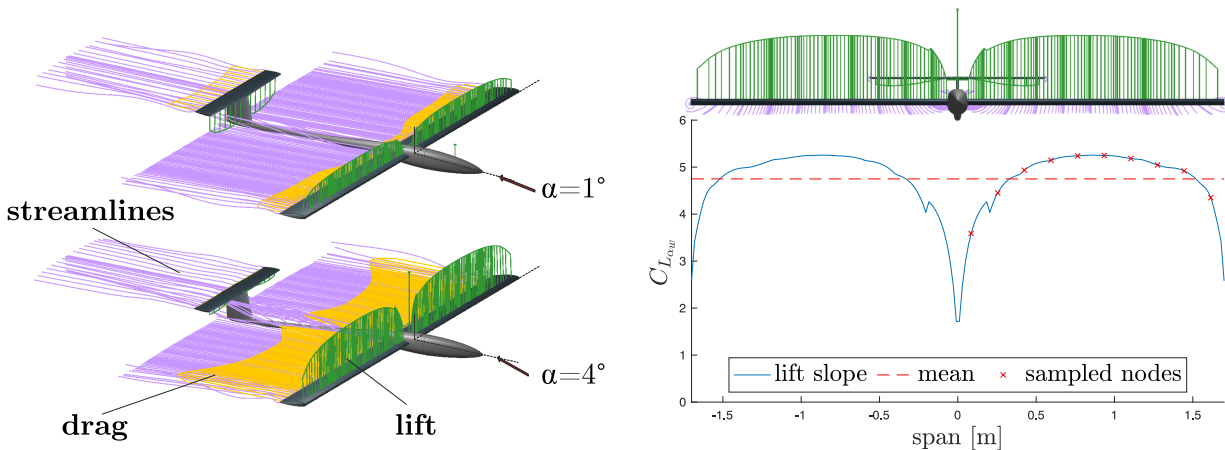 α=1°
streamlines
α=4°
drag
lift
6
5
4
3
2
1
0
C_{L_{αw}}
lift slope
mean
sampled nodes
-1.5
-1
-0.5
0
0.5
1
1.5
span [m]